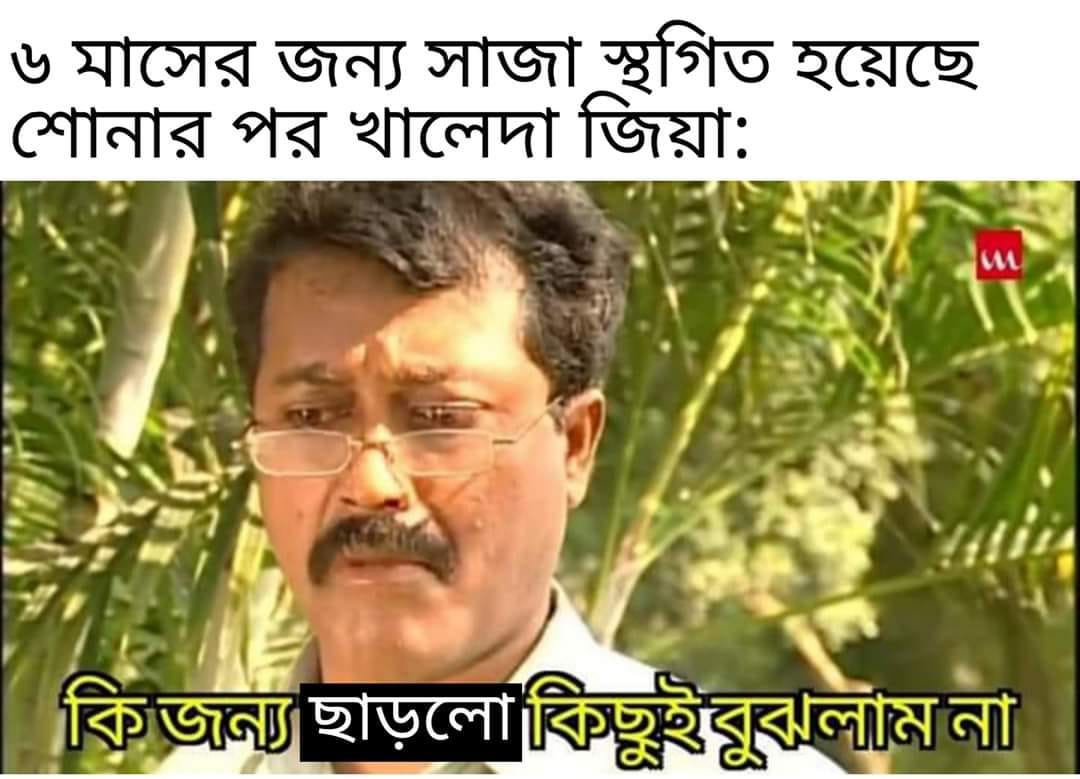 ৬ মাসের জন্য সাজা স্থগিত হয়েছে
শোনার পর খালেদা জিয়া:
কি জন্য ছাড়লো কিছুই বুঝলাম না